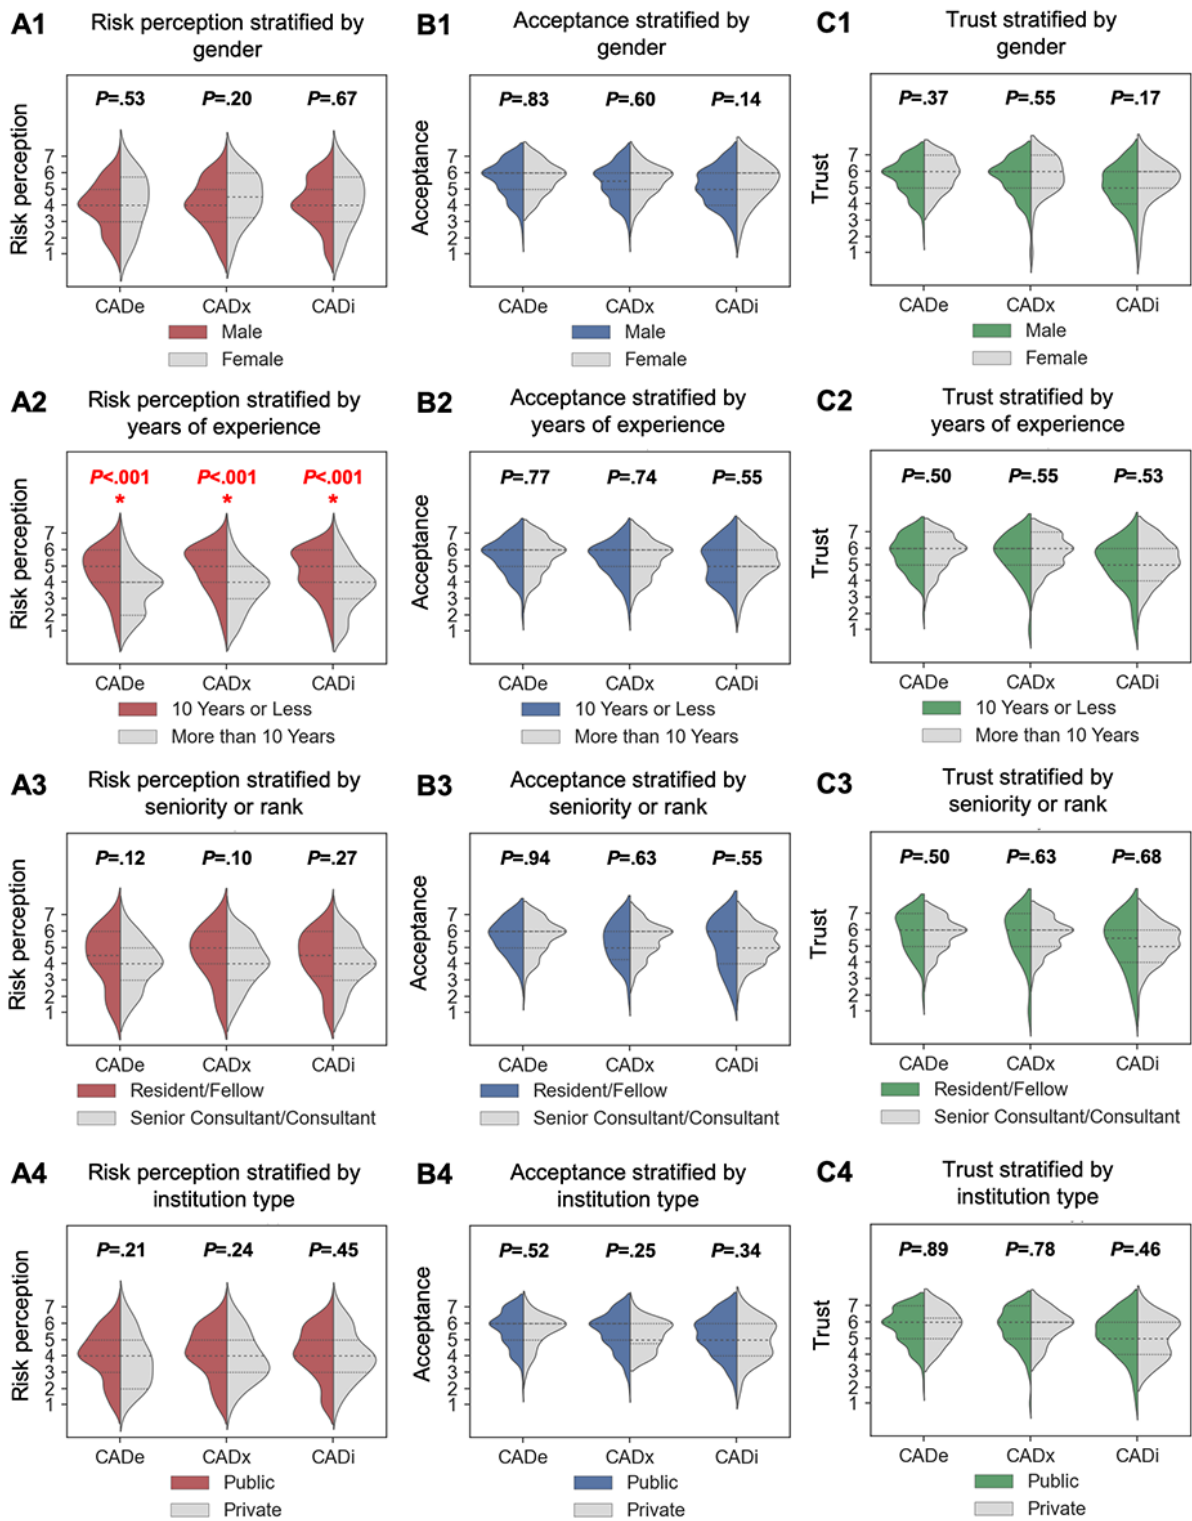 A1 Risk perception stratified by
gender
P=.53 P=.20 P=.67
Risk perception
7
6
5
4
3
2
1
CADe CADx CADi
Male
Female
B1 Acceptance stratified by
gender
P=.83 P=.60 P=.14
Acceptance
7
6
5
4
3
2
1
CADe CADx CADi
Male
Female
C1 Trust stratified by
gender
P=.37 P=.55 P=.17
Trust
7
6
5
4
3
2
1
CADe CADx CADi
Male
Female
A2 Risk perception stratified by
years of experience
P<.001 P<.001 P<.001
* * *
Risk perception
7
6
5
4
3
2
1
CADe CADx CADi
10 Years or Less
More than 10 Years
B2 Acceptance stratified by
years of experience
P=.77 P=.74 P=.55
Acceptance
7
6
5
4
3
2
1
CADe CADx CADi
10 Years or Less
More than 10 Years
C2 Trust stratified by
years of experience
P=.50 P=.55 P=.53
Trust
7
6
5
4
3
2
1
CADe CADx CADi
10 Years or Less
More than 10 Years
A3 Risk perception stratified by
seniority or rank
P=.12 P=.10 P=.27
Risk perception
7
6
5
4
3
2
1
CADe CADx CADi
Resident/Fellow
Senior Consultant/Consultant
B3 Acceptance stratified by
seniority or rank
P=.94 P=.63 P=.55
Acceptance
7
6
5
4
3
2
1
CADe CADx CADi
Resident/Fellow
Senior Consultant/Consultant
C3 Trust stratified by
seniority or rank
P=.50 P=.63 P=.68
Trust
7
6
5
4
3
2
1
CADe CADx CADi
Resident/Fellow
Senior Consultant/Consultant
A4 Risk perception stratified by
institution type
P=.21 P=.24 P=.45
Risk perception
7
6
5
4
3
2
1
CADe CADx CADi
Public
Private
B4 Acceptance stratified by
institution type
P=.52 P=.25 P=.34
Acceptance
7
6
5
4
3
2
1
CADe CADx CADi
Public
Private
C4 Trust stratified by
institution type
P=.89 P=.78 P=.46
Trust
7
6
5
4
3
2
1
CADe CADx CADi
Public
Private